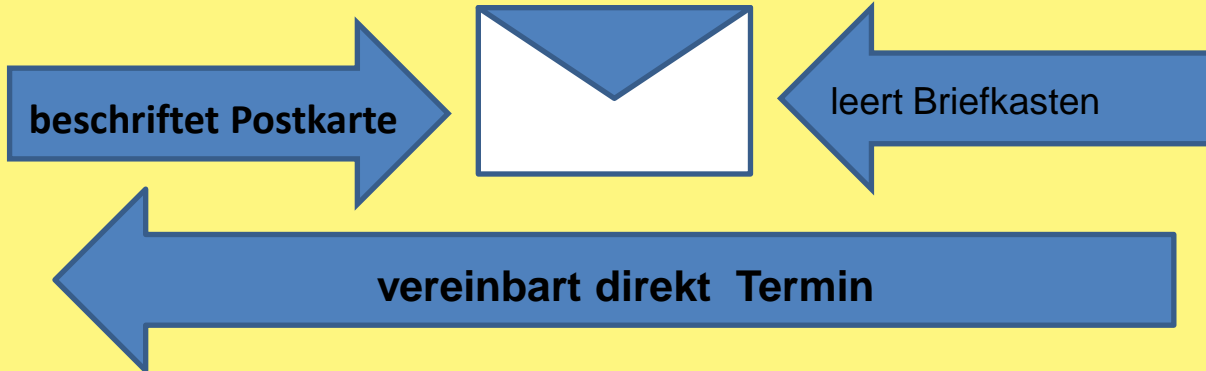 beschriftet Postkarte
leert Briefkasten
vereinbart direkt  Termin